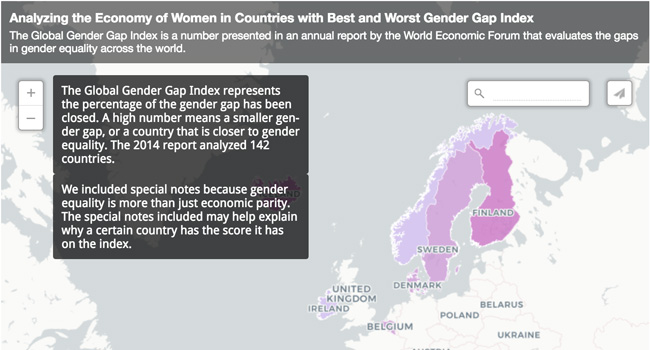 Analyzing the Economy of Women in Countries with Best and Worst Gender Gap Index
The Global Gender Gap Index is a number presented in an annual report by the World Economic Forum that evaluates the gaps
in gender equality across the world.
+
−
The Global Gender Gap Index represents
the percentage of the gender gap has been
closed. A high number means a smaller gen-
der gap, or a country that is closer to gender
equality. The 2014 report analyzed 142
countries.
We included special notes because gender
equality is more than just economic parity.
The special notes included may help explain
why a certain country has the score it has
on the index.
FINLAND
SWEDEN
DENMARK
UNITED
KINGDOM
IRELAND
BELARUS
POLAND
BELGIUM
UKRAINE